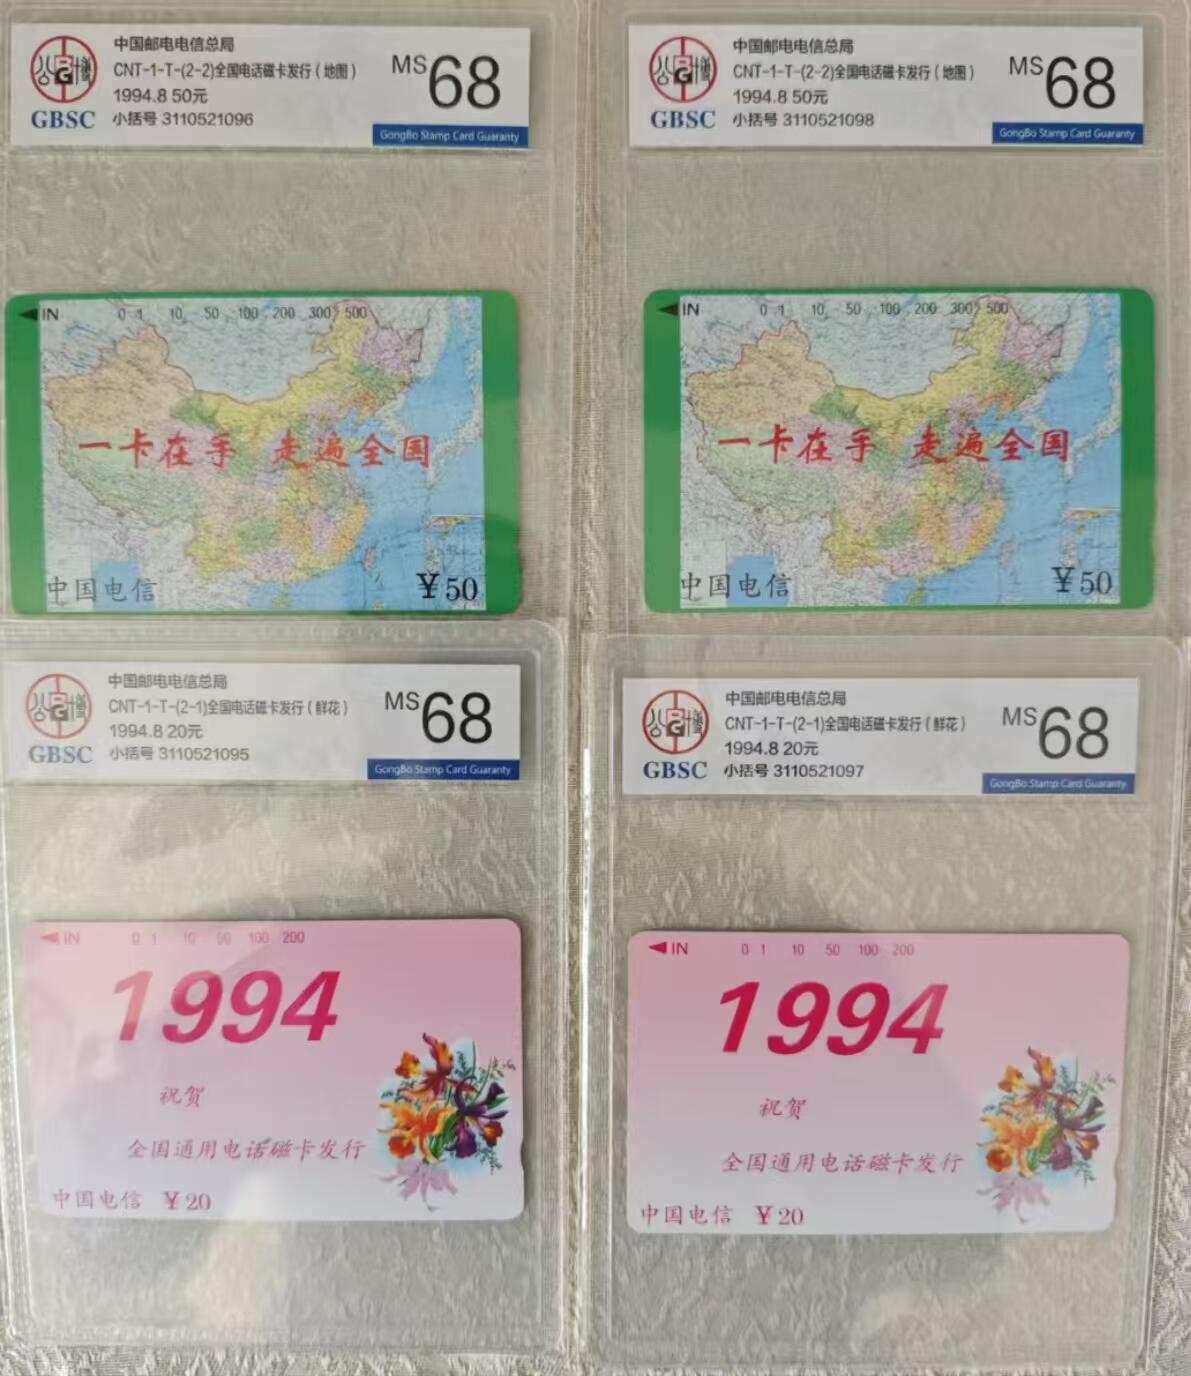 中国邮电电信总局
CNT-1-T-(2-2)全国电话磁卡发行(地图)
1994.8 50元
小括号 3110521096
GBSC
MS 68
GongBo Stamp Card Guaranty
IN 0 1 10 50 100 200 300 500
一卡在手 走遍全国
中国电信 ¥50
中国邮电电信总局
CNT-1-T-(2-2)全国电话磁卡发行(地图)
1994.8 50元
小括号 3110521098
GBSC
MS 68
GongBo Stamp Card Guaranty
IN 0 1 10 50 100 200 300 500
一卡在手 走遍全国
中国电信 ¥50
中国邮电电信总局
CNT-1-T-(2-1)全国电话磁卡发行(鲜花)
1994.8 20元
小括号 3110521095
GBSC
MS 68
GongBo Stamp Card Guaranty
IN 0 1 10 50 100 200
1994
祝贺
全国通用电话磁卡发行
中国电信 ¥20
中国邮电电信总局
CNT-1-T-(2-1)全国电话磁卡发行(鲜花)
1994.8 20元
小括号 3110521097
GBSC
MS 68
GongBo Stamp Card Guaranty
IN 0 1 10 50 100 200
1994
祝贺
全国通用电话磁卡发行
中国电信 ¥20